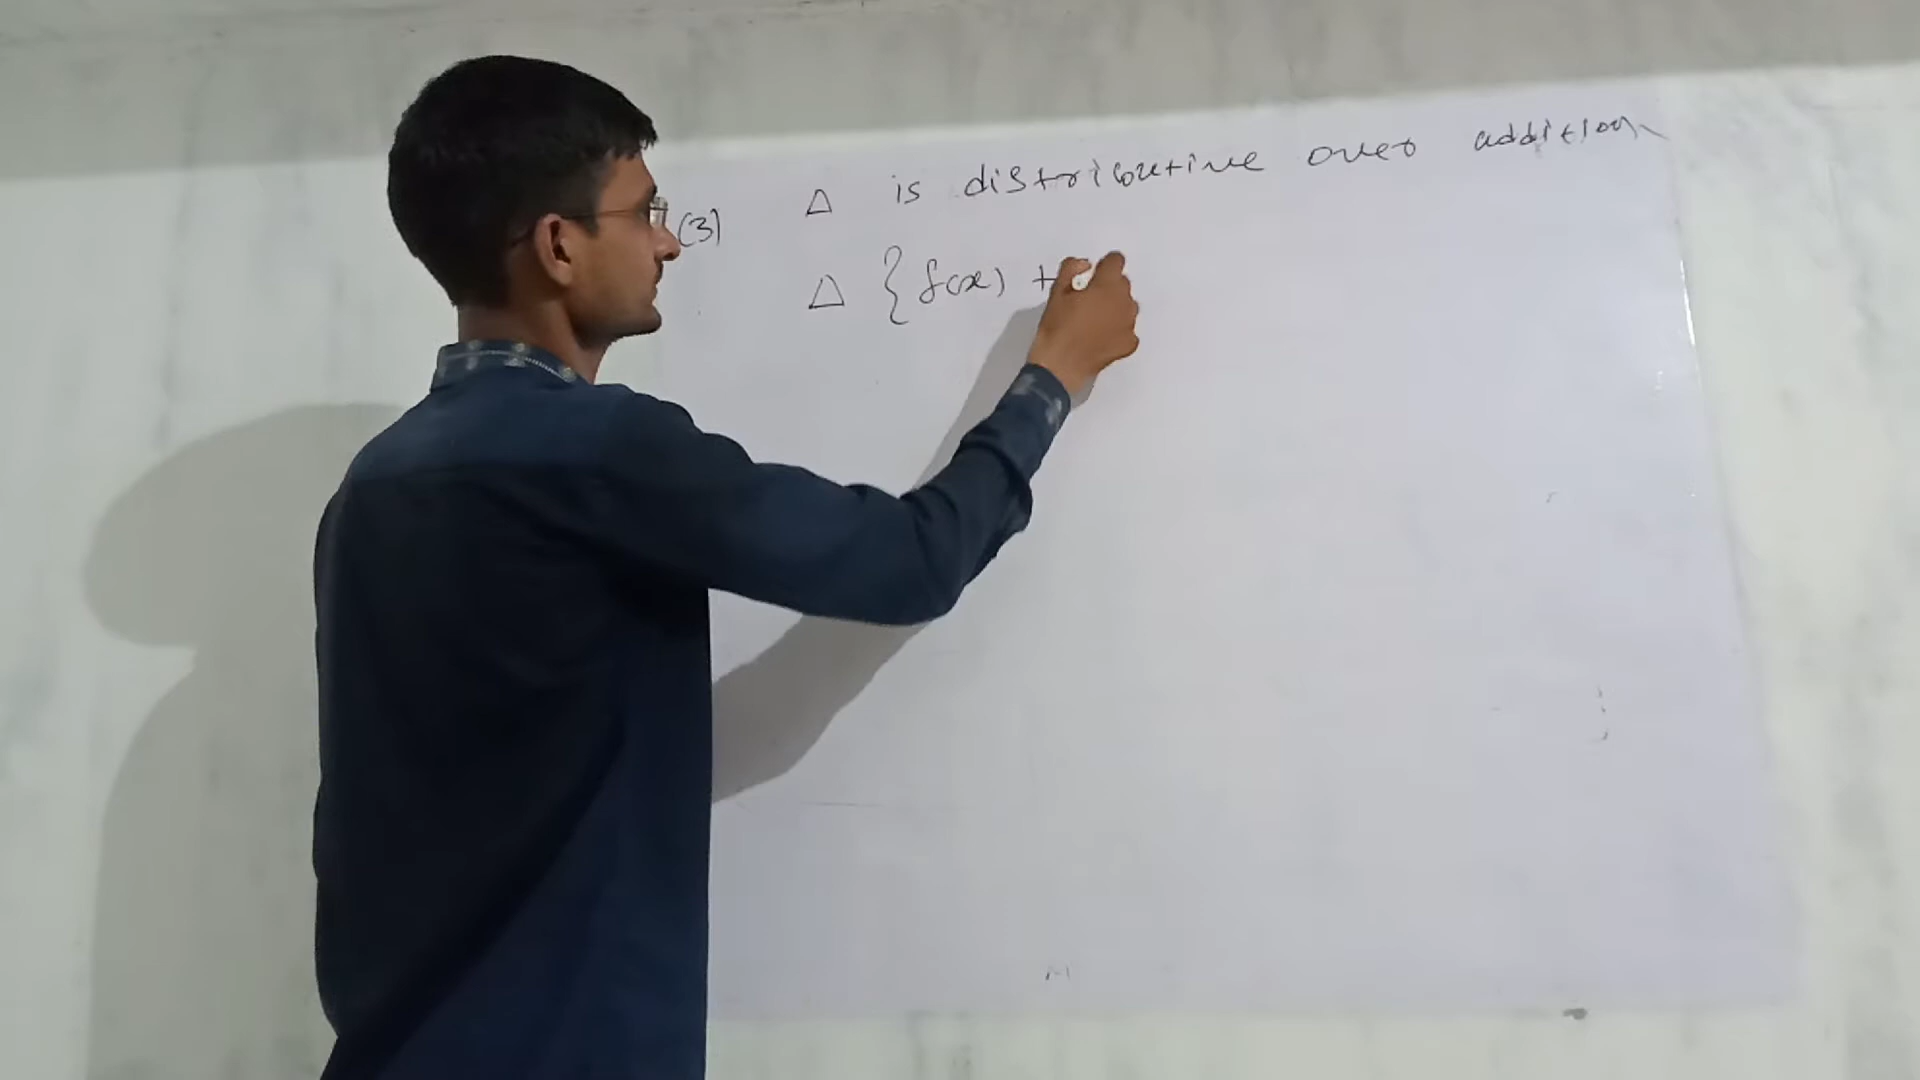 (3) Δ is distributive over addition
Δ {f(x) +